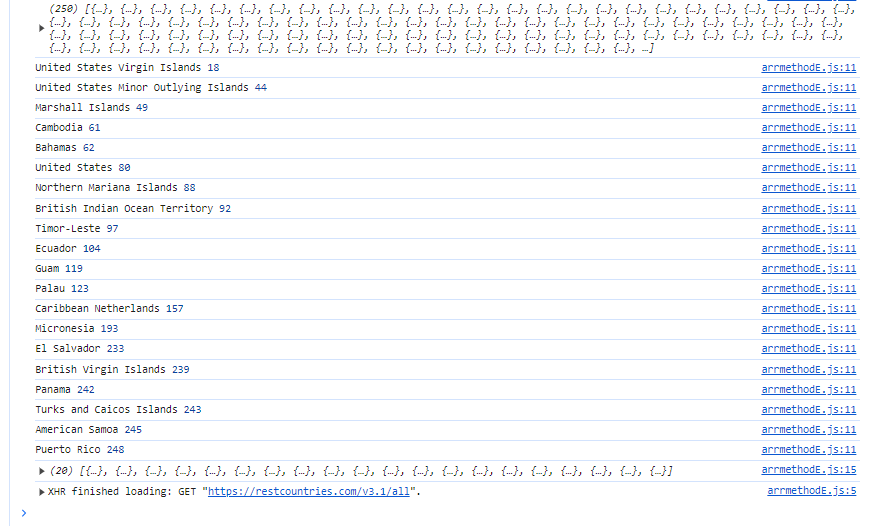 (250) [{…}, {…}, {…}, {…}, {…}, {…}, {…}, {…}, {…}, {…}, {…}, {…}, {…}, {…}, {…}, {…}, {…}, {…}, {…}, {…}, {…}, {…}, {…}, {…}, {…}, {…},
{…}, {…}, {…}, {…}, {…}, {…}, {…}, {…}, {…}, {…}, {…}, {…}, {…}, {…}, {…}, {…}, {…}, {…}, {…}, {…}, {…}, {…}, {…}, {…}, {…}, {…}, {…},
{…}, {…}, {…}, {…}, {…}, {…}, {…}, {…}, {…}, {…}, {…}, {…}, {…}, {…}, {…}, {…}, {…}, {…}, {…}, {…}, {…}, {…}, {…}, {…}, {…}, {…}, {…},
{…}, {…}, {…}, {…}, {…}, {…}, {…}, {…}, {…}, {…}, {…}, {…}, {…}, {…}, {…}, {…}, {…}, {…}, {…}, {…}, …]
United States Virgin Islands 18 arrmethodE.js:11
United States Minor Outlying Islands 44 arrmethodE.js:11
Marshall Islands 49 arrmethodE.js:11
Cambodia 61 arrmethodE.js:11
Bahamas 62 arrmethodE.js:11
United States 80 arrmethodE.js:11
Northern Mariana Islands 88 arrmethodE.js:11
British Indian Ocean Territory 92 arrmethodE.js:11
Timor-Leste 97 arrmethodE.js:11
Ecuador 104 arrmethodE.js:11
Guam 119 arrmethodE.js:11
Palau 123 arrmethodE.js:11
Caribbean Netherlands 157 arrmethodE.js:11
Micronesia 193 arrmethodE.js:11
El Salvador 233 arrmethodE.js:11
British Virgin Islands 239 arrmethodE.js:11
Panama 242 arrmethodE.js:11
Turks and Caicos Islands 243 arrmethodE.js:11
American Samoa 245 arrmethodE.js:11
Puerto Rico 248 arrmethodE.js:11
(20) [{…}, {…}, {…}, {…}, {…}, {…}, {…}, {…}, {…}, {…}, {…}, {…}, {…}, {…}, {…}, {…}, {…}, {…}, {…}, {…}] arrmethodE.js:15
XHR finished loading: GET "https://restcountries.com/v3.1/all". arrmethodE.js:5